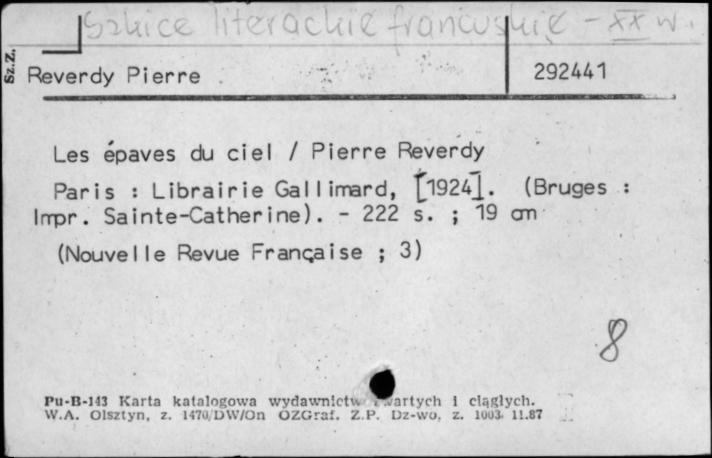 Szkice literackie francuskie - XX w.
Sz.Z.
Reverdy Pierre
292441
Les épaves du ciel / Pierre Reverdy
Paris : Librairie Gallimard, [1924]. (Bruges :
Impr. Sainte-Catherine). - 222 s. ; 19 cm
(Nouvelle Revue Française ; 3)
8
Pu-B-143 Karta katalogowa wydawnictw zwartych i ciągłych.
W.A. Olsztyn, z. 1470/DW/On OZGraf. Z.P. Dz-wo, z. 1003. 11.87